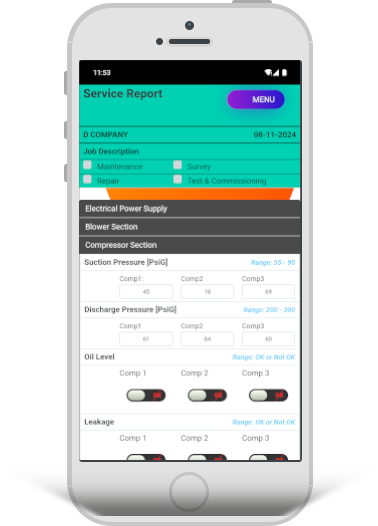 11:53
Service Report
MENU
D COMPANY 08-11-2024
Job Description
Maintenance Survey
Repair Test & Commissioning
Electrical Power Supply
Blower Section
Compressor Section
Suction Pressure [PsiG] Range: 55 - 90
Comp1: Comp2 Comp3
45 18 69
Discharge Pressure [PsiG] Range: 200 - 300
Comp1 Comp2 Comp3
61 64 60
Oil Level Range: OK or Not OK
Comp 1 Comp 2 Comp 3
Leakage Range: OK or Not OK
Comp 1 Comp 2 Comp 3